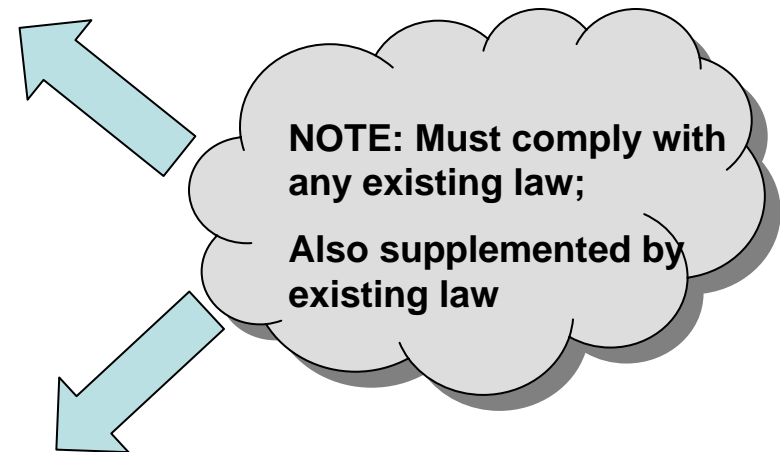 NOTE: Must comply with
any existing law;
Also supplemented by
existing law